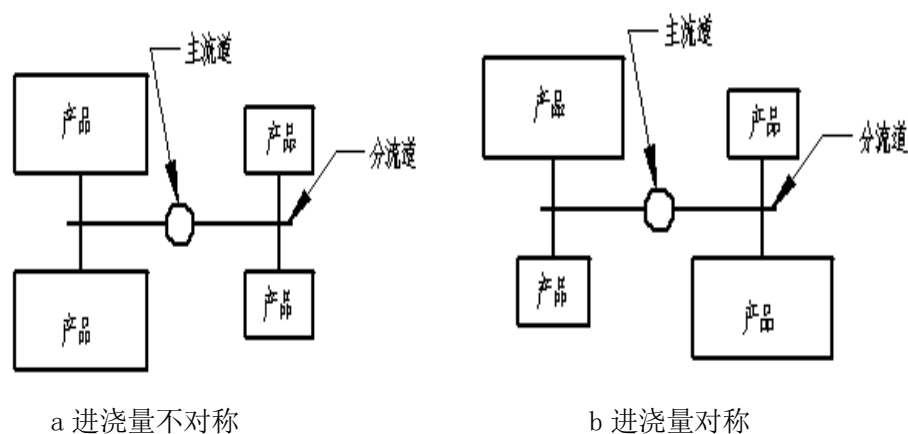 主流道
主流道
产品
产品
产品
产品
分流道
分流道
产品
产品
产品
产品
a 进浇量不对称
b 进浇量对称